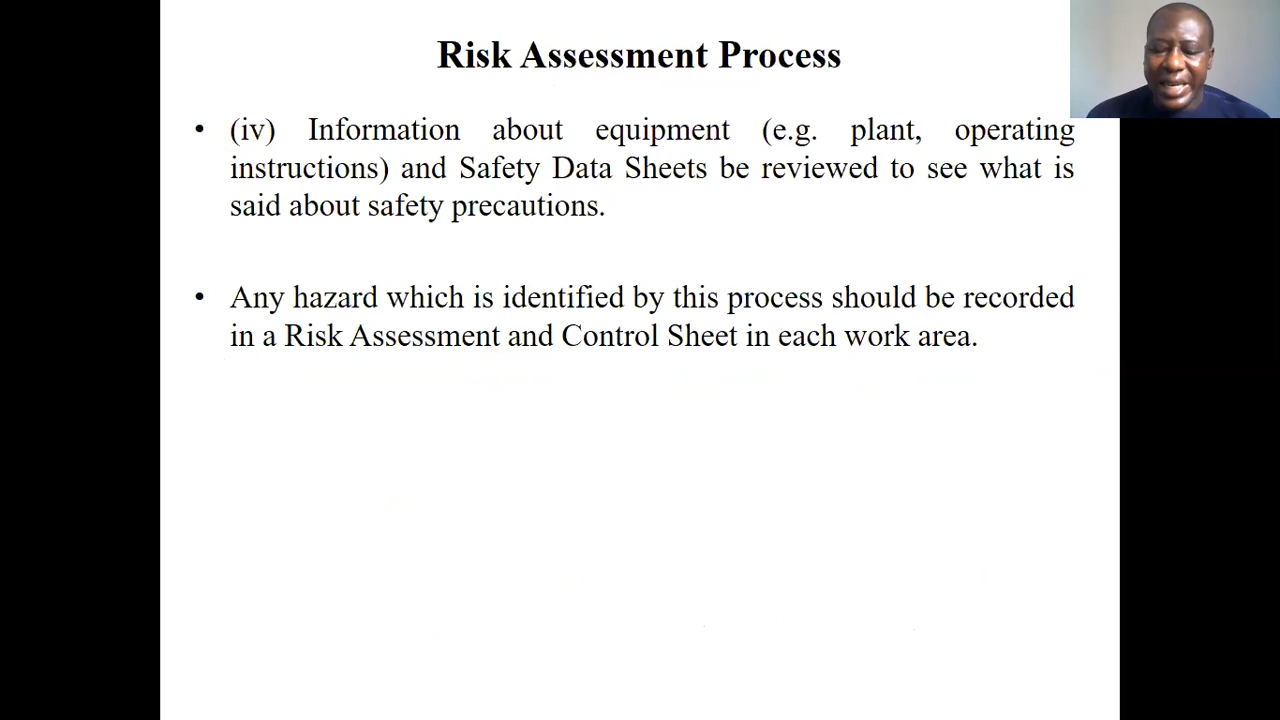 Risk Assessment Process
• (iv) Information about equipment (e.g. plant, operating
instructions) and Safety Data Sheets be reviewed to see what is
said about safety precautions.
• Any hazard which is identified by this process should be recorded
in a Risk Assessment and Control Sheet in each work area.